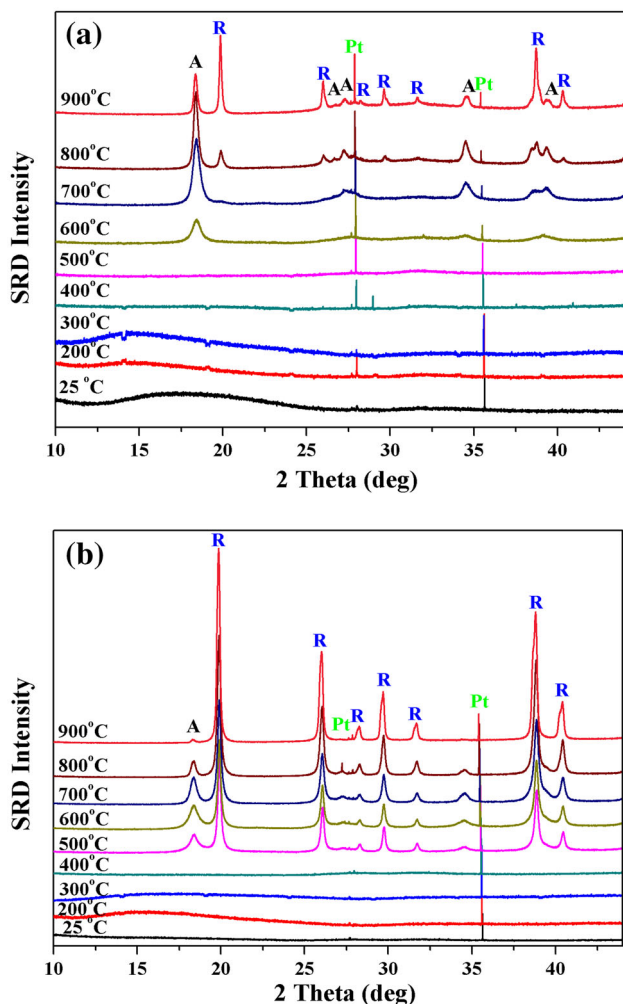 (a)
R
Pt
R
A
R
A
A
R
R
R
A
Pt
A
R
900°C
800°C
700°C
600°C
500°C
400°C
300°C
200°C
25 °C
SRD Intensity
10 15 20 25 30 35 40
2 Theta (deg)
(b)
R
R
R
R
Pt
R
R
R
Pt
R
A
900°C
800°C
700°C
600°C
500°C
400°C
300°C
200°C
25 °C
SRD Intensity
10 15 20 25 30 35 40
2 Theta (deg)